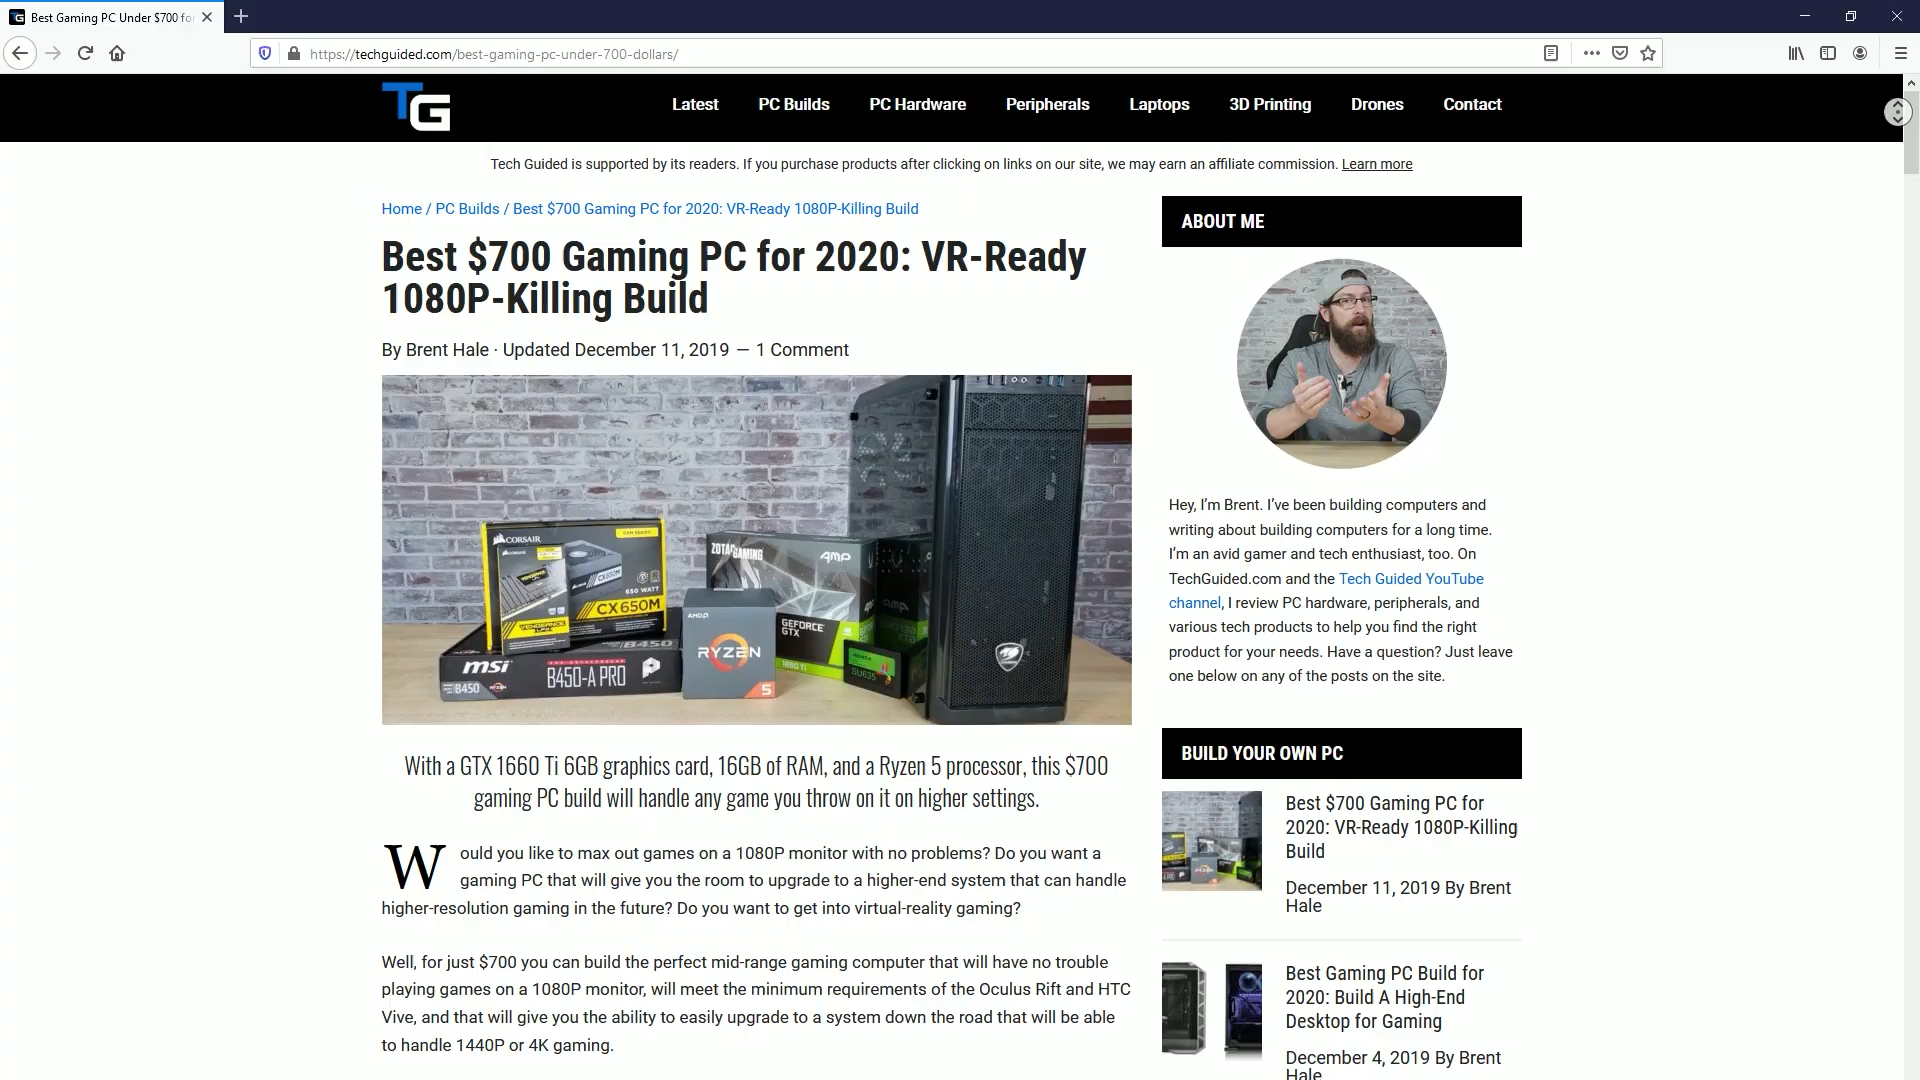 Best Gaming PC Under $700 fo
https://techguided.com/best-gaming-pc-under-700-dollars/
TG
Latest
PC Builds
PC Hardware
Peripherals
Laptops
3D Printing
Drones
Contact
Tech Guided is supported by its readers. If you purchase products after clicking on links on our site, we may earn an affiliate commission. Learn more
Home / PC Builds / Best $700 Gaming PC for 2020: VR-Ready 1080P-Killing Build
Best $700 Gaming PC for 2020: VR-Ready
1080P-Killing Build
By Brent Hale · Updated December 11, 2019 — 1 Comment
CORSAIR
CX650M
650 WATT
CX650M
VENGEANCE
msi
B450-A PRO
B450
B450
ZOTAC GAMING
AMP
GEFORCE
GTX
1660 Ti
AMD
RYZEN
5
SU635
With a GTX 1660 Ti 6GB graphics card, 16GB of RAM, and a Ryzen 5 processor, this $700
gaming PC build will handle any game you throw on it on higher settings.
Would you like to max out games on a 1080P monitor with no problems? Do you want a
gaming PC that will give you the room to upgrade to a higher-end system that can handle
higher-resolution gaming in the future? Do you want to get into virtual-reality gaming?
Well, for just $700 you can build the perfect mid-range gaming computer that will have no trouble
playing games on a 1080P monitor, will meet the minimum requirements of the Oculus Rift and HTC
Vive, and that will give you the ability to easily upgrade to a system down the road that will be able
to handle 1440P or 4K gaming.
ABOUT ME
Hey, I'm Brent. I've been building computers and
writing about building computers for a long time.
I'm an avid gamer and tech enthusiast, too. On
TechGuided.com and the Tech Guided YouTube
channel, I review PC hardware, peripherals, and
various tech products to help you find the right
product for your needs. Have a question? Just leave
one below on any of the posts on the site.
BUILD YOUR OWN PC
Best $700 Gaming PC for
2020: VR-Ready 1080P-Killing
Build
December 11, 2019 By Brent
Hale
Best Gaming PC Build for
2020: Build A High-End
Desktop for Gaming
December 4, 2019 By Brent
Hale